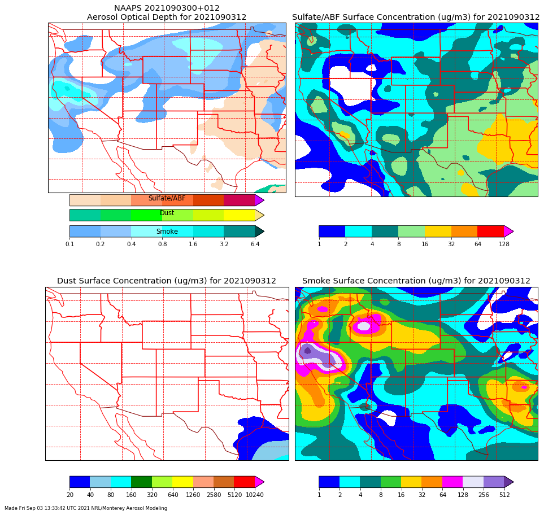 NAAPS 2021090300+012
Aerosol Optical Depth for 2021090312
Sulfate/ABF Surface Concentration (ug/m3) for 2021090312
Sulfate/ABF
Dust
Smoke
0.1 0.2 0.4 0.8 1.6 3.2 6.4
1 2 4 8 16 32 64 128
Dust Surface Concentration (ug/m3) for 2021090312
Smoke Surface Concentration (ug/m3) for 2021090312
20 40 80 160 320 640 1280 2580 5120 10240
1 2 4 8 16 32 64 128 256 512
Made Fri Sep 03 13:33:42 UTC 2021 NRL/Monterey Aerosol Modeling